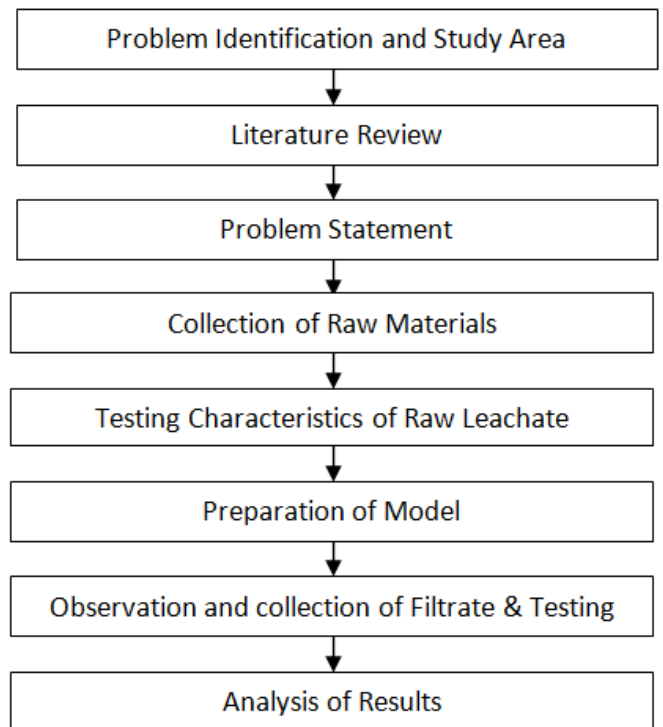 Problem Identification and Study Area
Literature Review
Problem Statement
Collection of Raw Materials
Testing Characteristics of Raw Leachate
Preparation of Model
Observation and collection of Filtrate & Testing
Analysis of Results